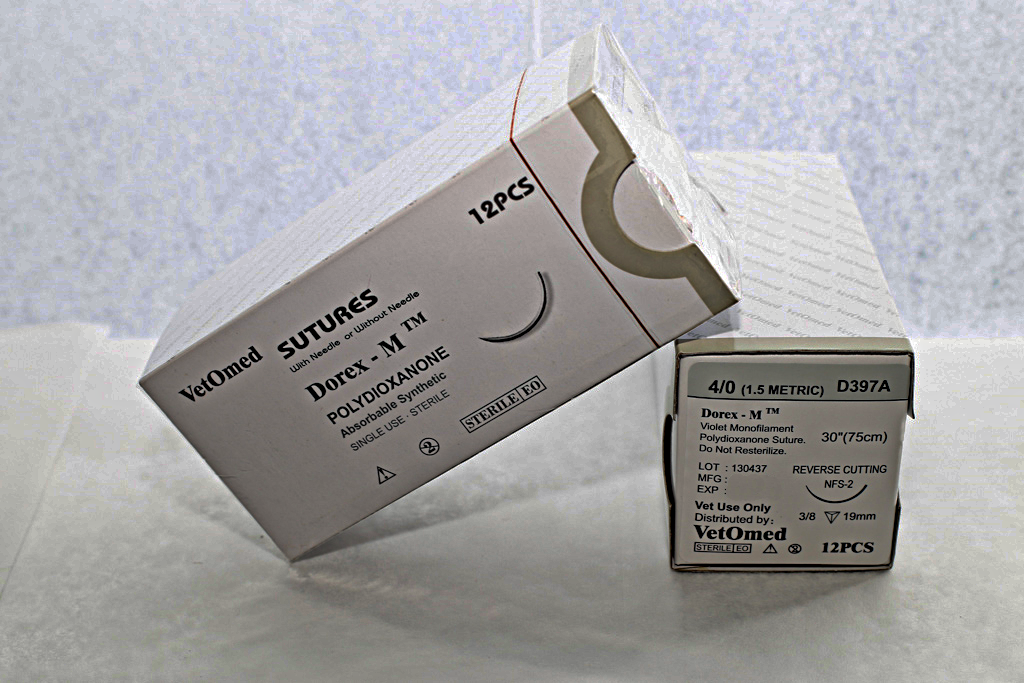 12PCS
VetOmed
SUTURES
With Needle or Without Needle
Dorex - M™
POLYDIOXANONE
Absorbable Synthetic
SINGLE USE · STERILE
STERILE EO
2
4/0 (1.5 METRIC) D397A
Dorex - M™
Violet Monofilament
Polydioxanone Suture.
Do Not Resterilize.
30"(75cm)
LOT : 130437
MFG :
EXP :
REVERSE CUTTING
NFS-2
3/8 19mm
Vet Use Only
Distributed by:
VetOmed
STERILE EO
2
12PCS